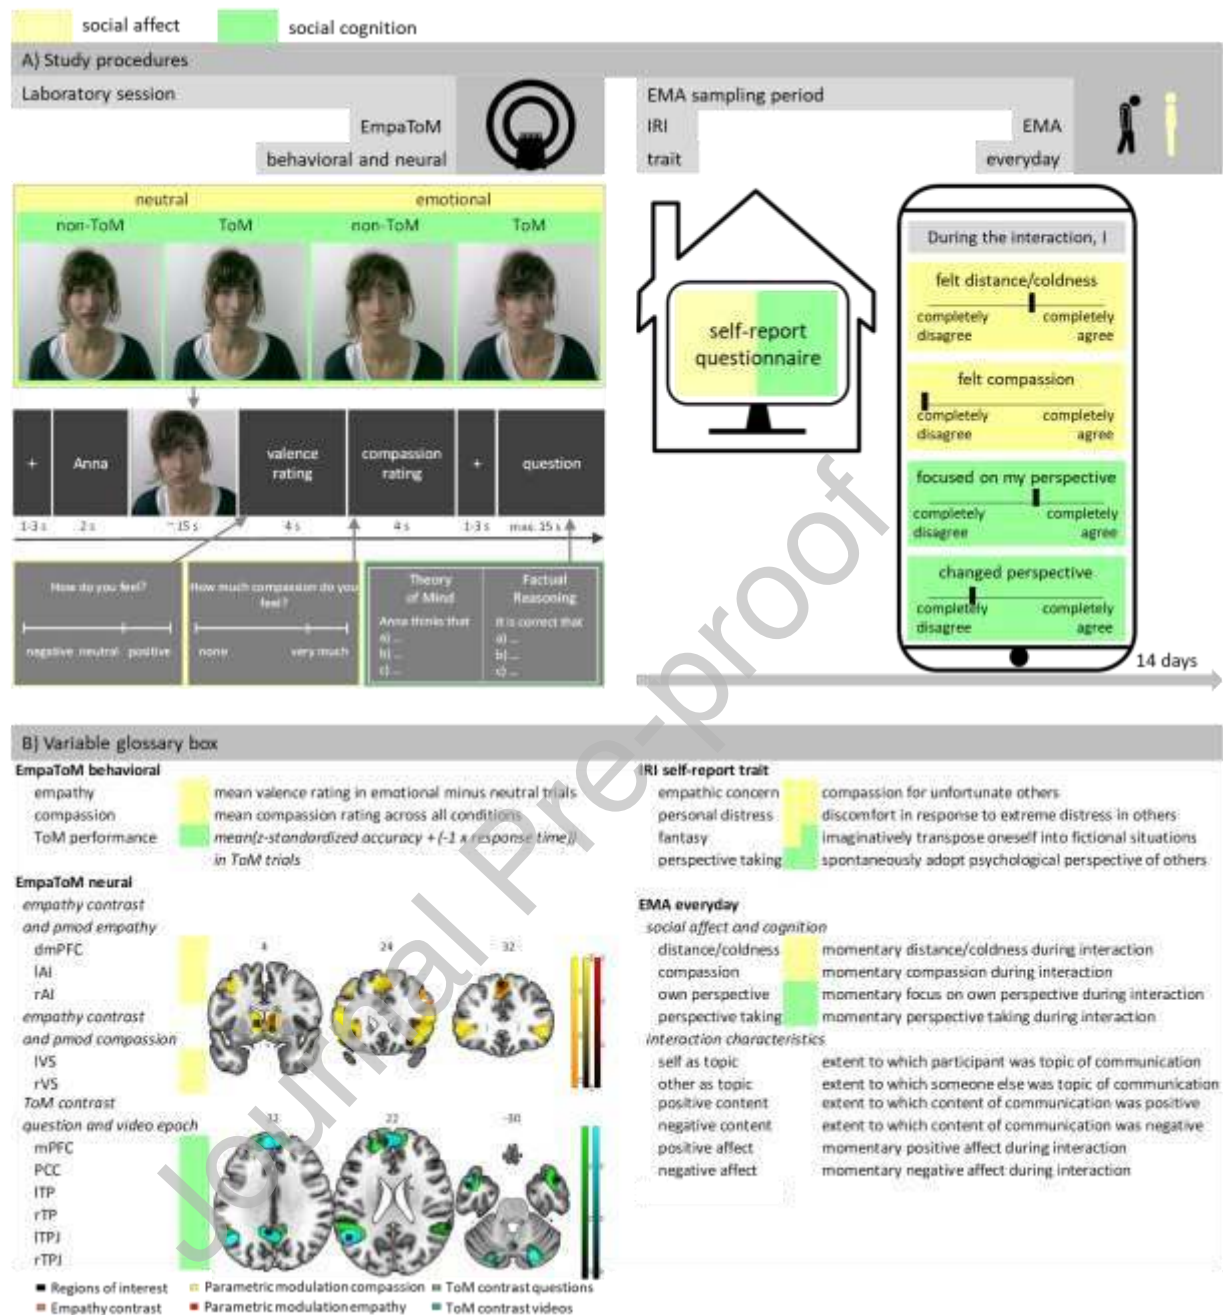 social affect
social cognition
A) Study procedures
Laboratory session
EmpaToM
behavioral and neural
neutral
emotional
non-ToM
ToM
non-ToM
ToM
+
Anna
valence
rating
compassion
rating
+
question
1-3 s
2 s
~15 s
4 s
4 s
1-3 s
max. 15 s
How do you feel?
negative neutral positive
How much compassion do you
feel?
none
very much
Theory
of Mind
Anna thinks that
a) ...
b) ...
c) ...
Factual
Reasoning
It is correct that
a) ...
b) ...
c) ...
EMA sampling period
IRI
trait
EMA
everyday
self-report
questionnaire
During the interaction, I
felt distance/coldness
completely
disagree
completely
agree
felt compassion
completely
disagree
completely
agree
focused on my perspective
completely
disagree
completely
agree
changed perspective
completely
disagree
completely
agree
14 days
B) Variable glossary box
EmpaToM behavioral
empathy mean valence rating in emotional minus neutral trials
compassion mean compassion rating across all conditions
ToM performance mean(z-standardized accuracy + (-1 x response time))
in ToM trials
EmpaToM neural
empathy contrast
and pmod empathy
dmPFC
lAI
rAI
empathy contrast
and pmod compassion
lVS
rVS
ToM contrast
question and video epoch
mPFC
PCC
lTP
rTP
lTPJ
rTPJ
4
24
32
22
-30
Regions of interest
Parametric modulation compassion
ToM contrast questions
Empathy contrast
Parametric modulation empathy
ToM contrast videos
IRI self-report trait
empathic concern compassion for unfortunate others
personal distress discomfort in response to extreme distress in others
fantasy imaginatively transpose oneself into fictional situations
perspective taking spontaneously adopt psychological perspective of others
EMA everyday
social affect and cognition
distance/coldness momentary distance/coldness during interaction
compassion momentary compassion during interaction
own perspective momentary focus on own perspective during interaction
perspective taking momentary perspective taking during interaction
interaction characteristics
self as topic extent to which participant was topic of communication
other as topic extent to which someone else was topic of communication
positive content extent to which content of communication was positive
negative content extent to which content of communication was negative
positive affect momentary positive affect during interaction
negative affect momentary negative affect during interaction
Journal Pre-proof